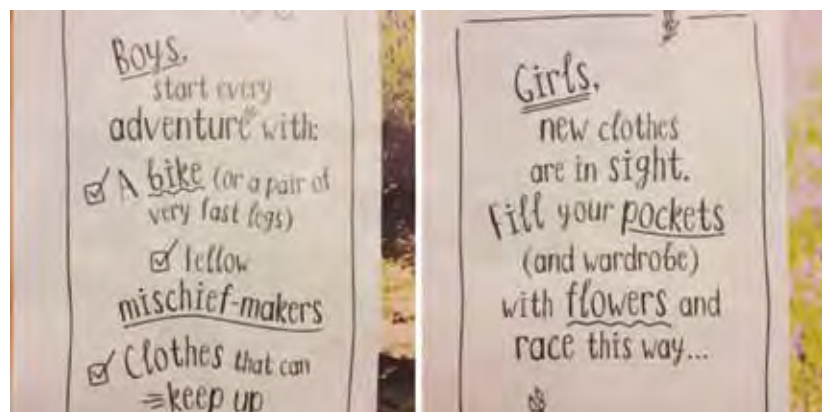 Boys,
start every
adventure with:
A bike (or a pair of
very fast legs)
fellow
mischief-makers
Clothes that can
keep up
Girls,
new clothes
are in sight.
Fill your pockets
(and wardrobe)
with flowers and
race this way...